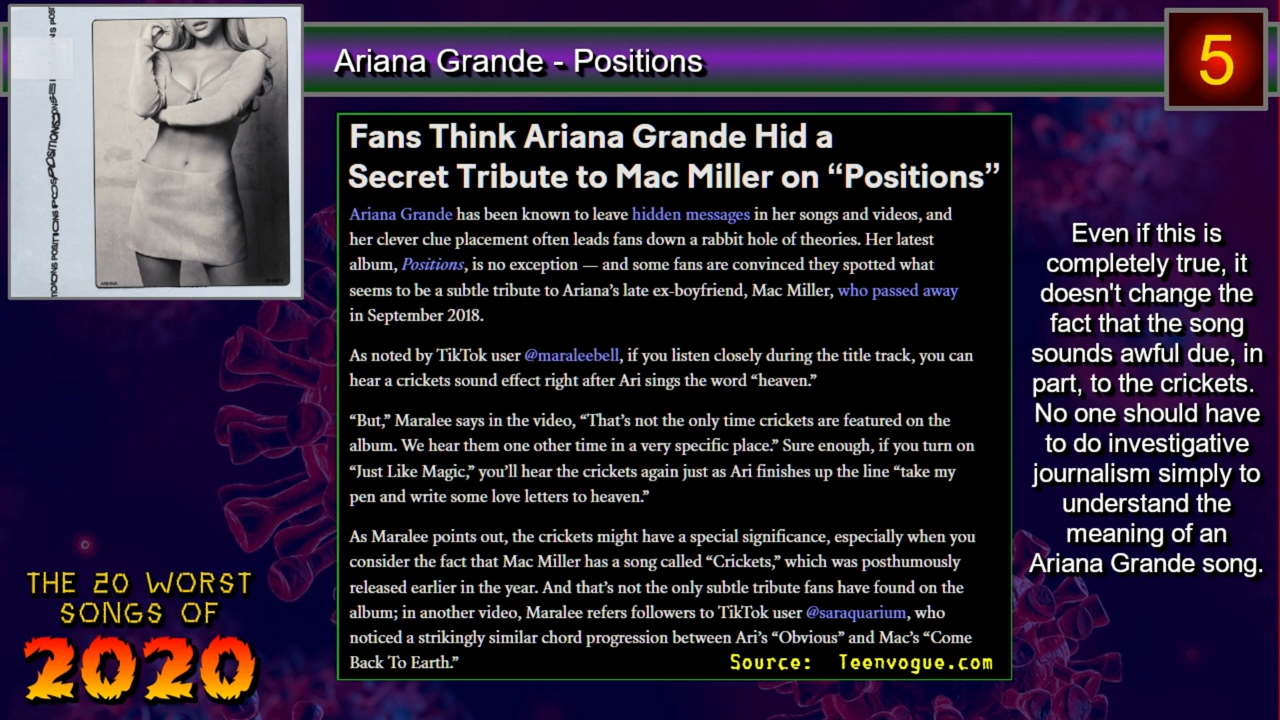 Ariana Grande - Positions
5
Fans Think Ariana Grande Hid a
Secret Tribute to Mac Miller on “Positions”
Ariana Grande has been known to leave hidden messages in her songs and videos, and
her clever clue placement often leads fans down a rabbit hole of theories. Her latest
album, Positions, is no exception — and some fans are convinced they spotted what
seems to be a subtle tribute to Ariana’s late ex-boyfriend, Mac Miller, who passed away
in September 2018.
As noted by TikTok user @maraleebell, if you listen closely during the title track, you can
hear a crickets sound effect right after Ari sings the word “heaven.”
“But,” Maralee says in the video, “That’s not the only time crickets are featured on the
album. We hear them one other time in a very specific place.” Sure enough, if you turn on
“Just Like Magic,” you’ll hear the crickets again just as Ari finishes up the line “take my
pen and write some love letters to heaven.”
As Maralee points out, the crickets might have a special significance, especially when you
consider the fact that Mac Miller has a song called “Crickets,” which was posthumously
released earlier in the year. And that’s not the only subtle tribute fans have found on the
album; in another video, Maralee refers followers to TikTok user @saraquarium, who
noticed a strikingly similar chord progression between Ari’s “Obvious” and Mac’s “Come
Back To Earth.”
Source: Teenvogue.com
Even if this is
completely true, it
doesn't change the
fact that the song
sounds awful due, in
part, to the crickets.
No one should have
to do investigative
journalism simply to
understand the
meaning of an
Ariana Grande song.
THE 20 WORST
SONGS OF
2020